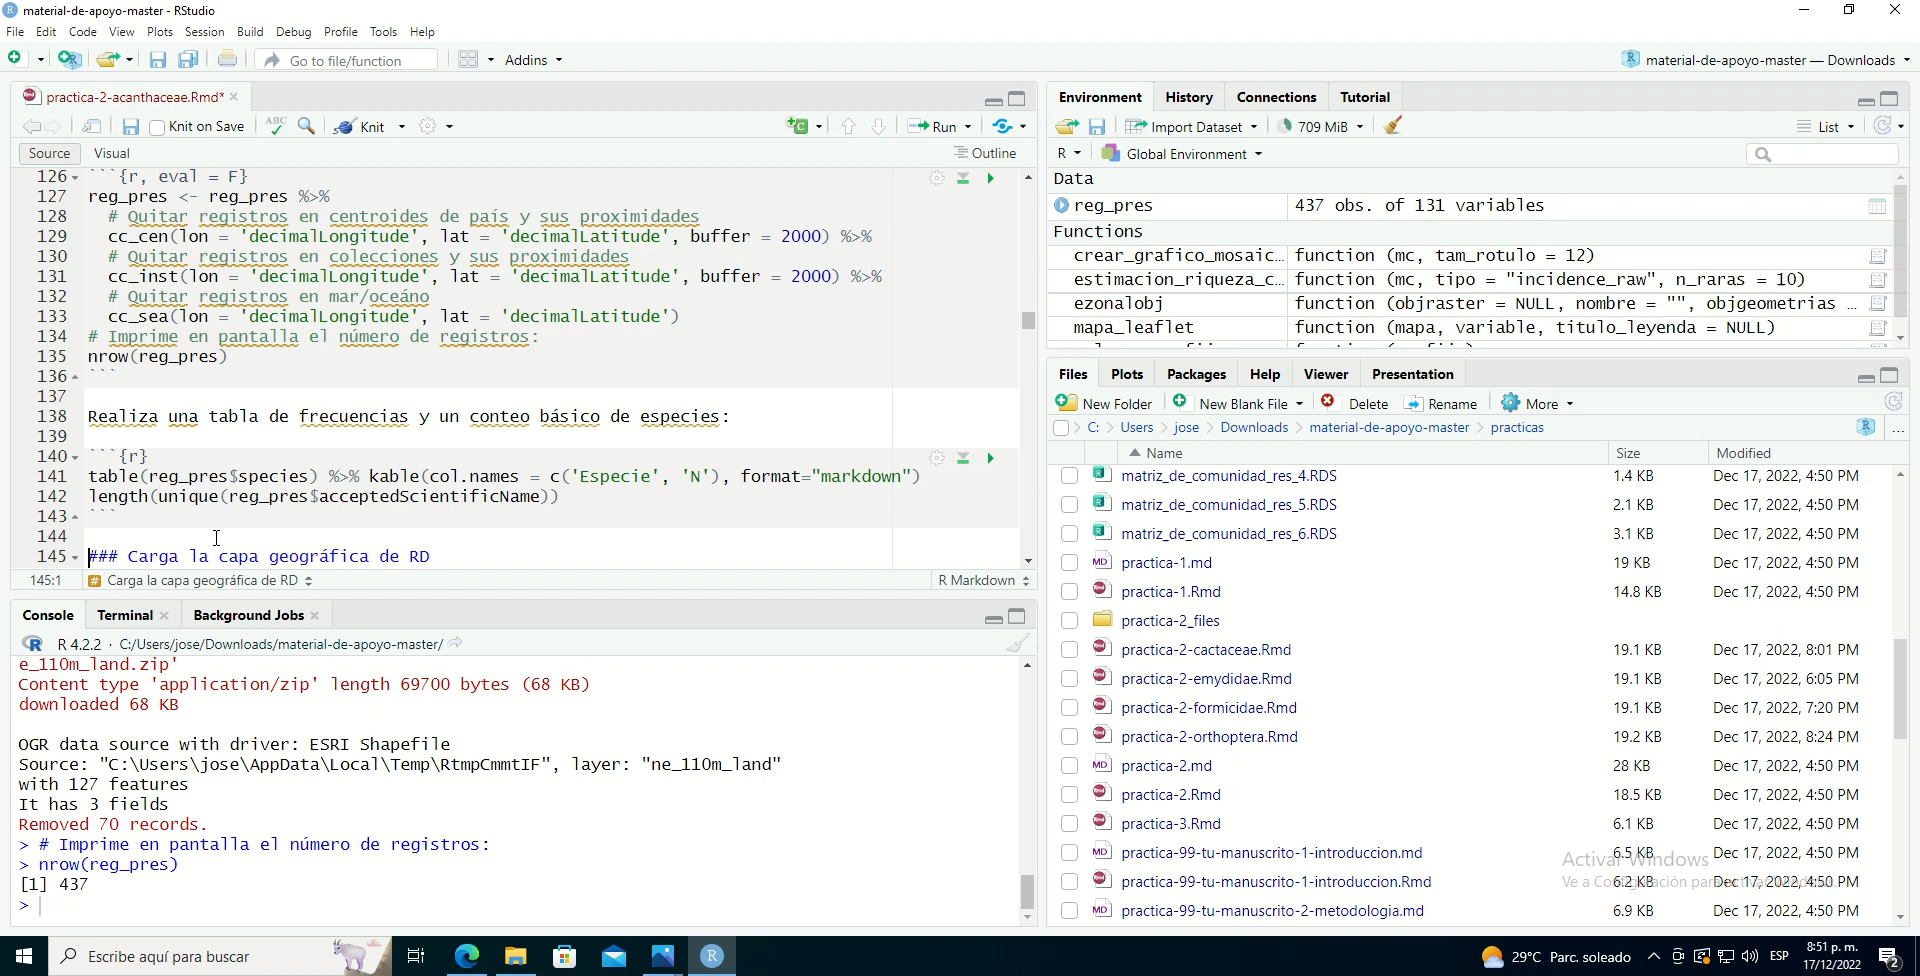 material-de-apoyo-master - RStudio
File Edit Code View Plots Session Build Debug Profile Tools Help
Go to file/function Addins material-de-apoyo-master — Downloads
practica-2-acanthaceae.Rmd*
Knit on Save Knit Run
Source Visual Outline
126 ```{r, eval = F}
127 reg_pres <- reg_pres %>%
128 # Quitar registros en centroides de país y sus proximidades
129 cc_cen(lon = 'decimalLongitude', lat = 'decimalLatitude', buffer = 2000) %>%
130 # Quitar registros en colecciones y sus proximidades
131 cc_inst(lon = 'decimalLongitude', lat = 'decimalLatitude', buffer = 2000) %>%
132 # Quitar registros en mar/oceáno
133 cc_sea(lon = 'decimalLongitude', lat = 'decimalLatitude')
134 # Imprime en pantalla el número de registros:
135 nrow(reg_pres)
136 ```
137
138 Realiza una tabla de frecuencias y un conteo básico de especies:
139
140 ```{r}
141 table(reg_pres$species) %>% kable(col.names = c('Especie', 'N'), format="markdown")
142 length(unique(reg_pres$acceptedScientificName))
143 ```
144
145 ### Carga la capa geográfica de RD
145:1 # Carga la capa geográfica de RD R Markdown
Console Terminal Background Jobs
R 4.2.2 · C:/Users/jose/Downloads/material-de-apoyo-master/
e_110m_land.zip'
Content type 'application/zip' length 69700 bytes (68 KB)
downloaded 68 KB
OGR data source with driver: ESRI Shapefile
Source: "C:\Users\jose\AppData\Local\Temp\RtmpCmmtIF", layer: "ne_110m_land"
with 127 features
It has 3 fields
Removed 70 records.
> # Imprime en pantalla el número de registros:
> nrow(reg_pres)
[1] 437
>
Environment History Connections Tutorial
Import Dataset 709 MiB List
R Global Environment
Data
reg_pres 437 obs. of 131 variables
Functions
crear_grafico_mosaic… function (mc, tam_rotulo = 12)
estimacion_riqueza_c… function (mc, tipo = "incidence_raw", n_raras = 10)
ezonalobj function (objraster = NULL, nombre = "", objgeometrias …
mapa_leaflet function (mapa, variable, titulo_leyenda = NULL)
Files Plots Packages Help Viewer Presentation
New Folder New Blank File Delete Rename More
C: Users jose Downloads material-de-apoyo-master practicas ...
Name Size Modified
matriz_de_comunidad_res_4.RDS 1.4 KB Dec 17, 2022, 4:50 PM
matriz_de_comunidad_res_5.RDS 2.1 KB Dec 17, 2022, 4:50 PM
matriz_de_comunidad_res_6.RDS 3.1 KB Dec 17, 2022, 4:50 PM
practica-1.md 19 KB Dec 17, 2022, 4:50 PM
practica-1.Rmd 14.8 KB Dec 17, 2022, 4:50 PM
practica-2_files
practica-2-cactaceae.Rmd 19.1 KB Dec 17, 2022, 8:01 PM
practica-2-emydidae.Rmd 19.1 KB Dec 17, 2022, 6:05 PM
practica-2-formicidae.Rmd 19.1 KB Dec 17, 2022, 7:20 PM
practica-2-orthoptera.Rmd 19.2 KB Dec 17, 2022, 8:24 PM
practica-2.md 28 KB Dec 17, 2022, 4:50 PM
practica-2.Rmd 18.5 KB Dec 17, 2022, 4:50 PM
practica-3.Rmd 6.1 KB Dec 17, 2022, 4:50 PM
practica-99-tu-manuscrito-1-introduccion.md 6.5 KB Dec 17, 2022, 4:50 PM
practica-99-tu-manuscrito-1-introduccion.Rmd 6.2 KB Dec 17, 2022, 4:50 PM
practica-99-tu-manuscrito-2-metodologia.md 6.9 KB Dec 17, 2022, 4:50 PM
Activar Windows
Ve a Configuración para activar Windows.
Escribe aquí para buscar 29°C Parc. soleado ESP 8:51 p. m.
17/12/2022 2